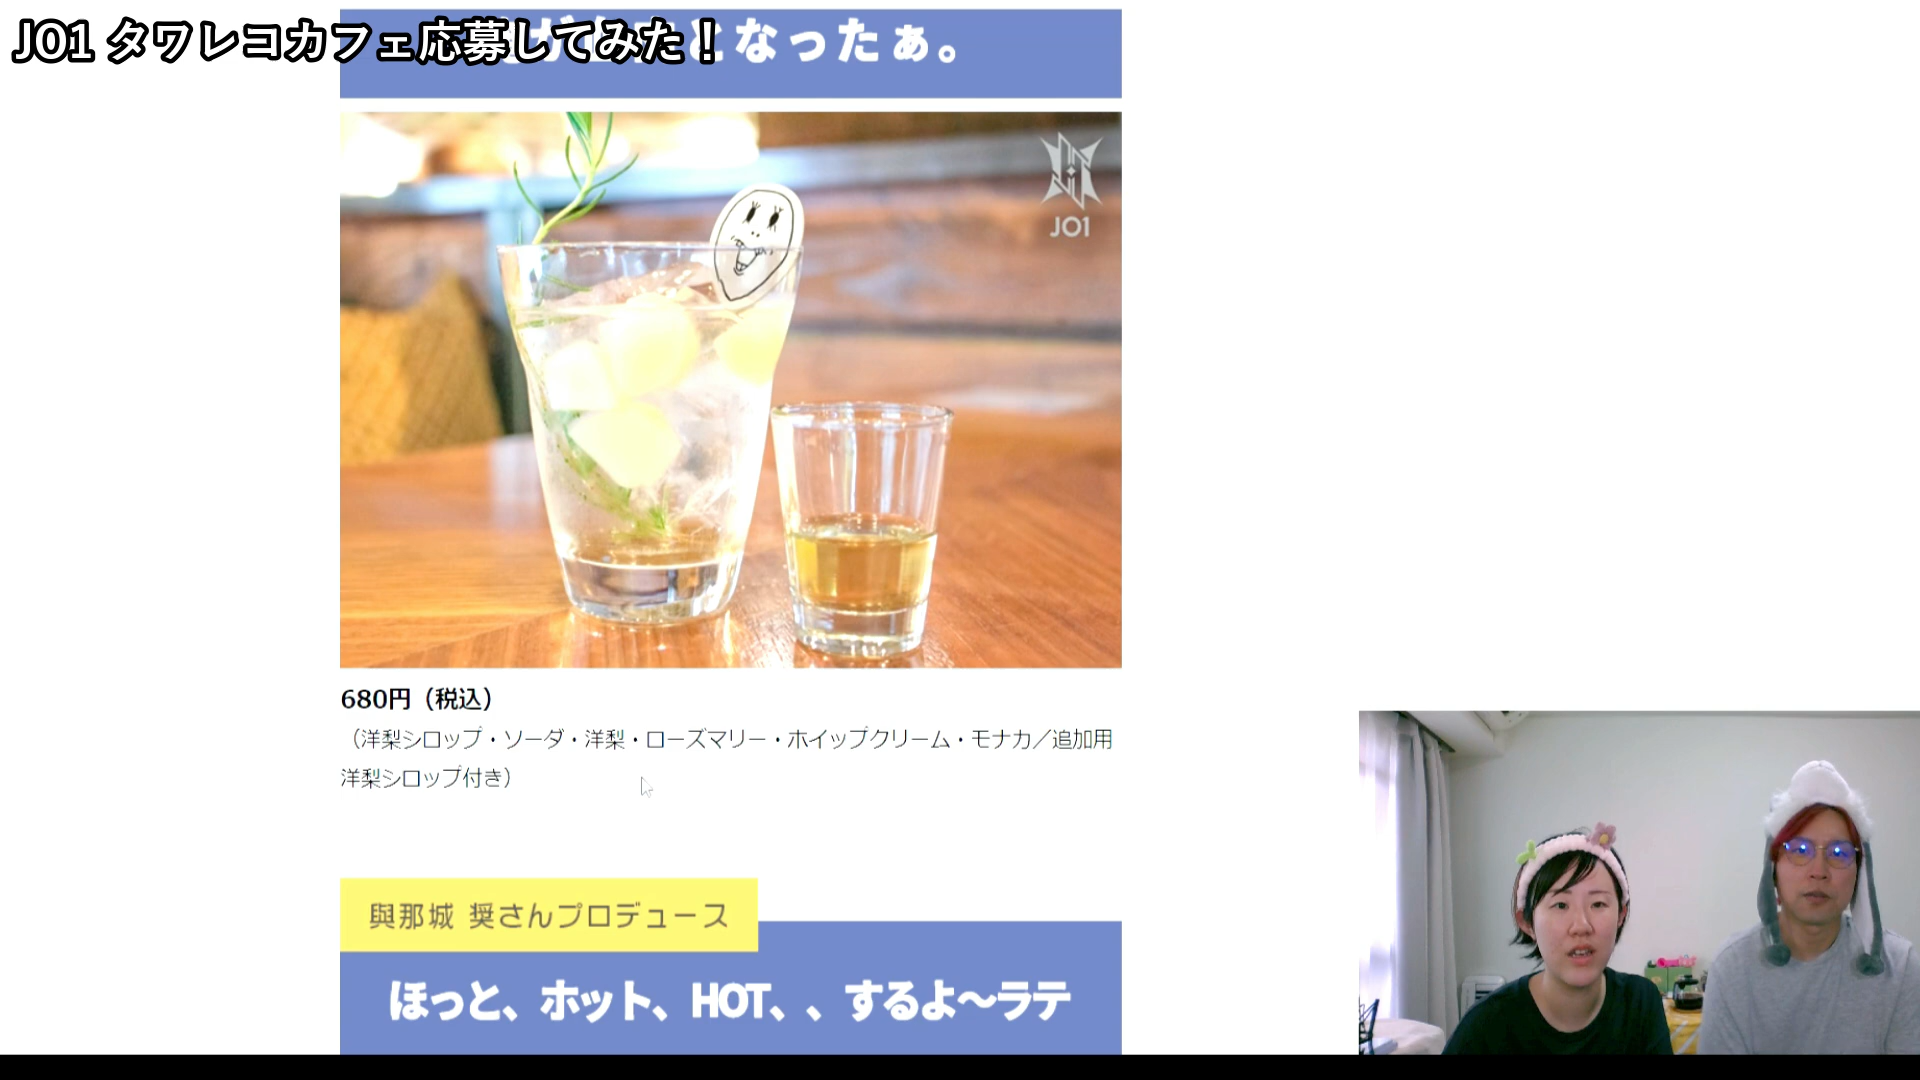 JO1 タワレコカフェ応募してみた！
となったぁ。
JO1
680円（税込）
（洋梨シロップ・ソーダ・洋梨・ローズマリー・ホイップクリーム・モナカ／追加用
洋梨シロップ付き）
與那城 奨さんプロデュース
ほっと、ホット、HOT、、するよ～ラテ